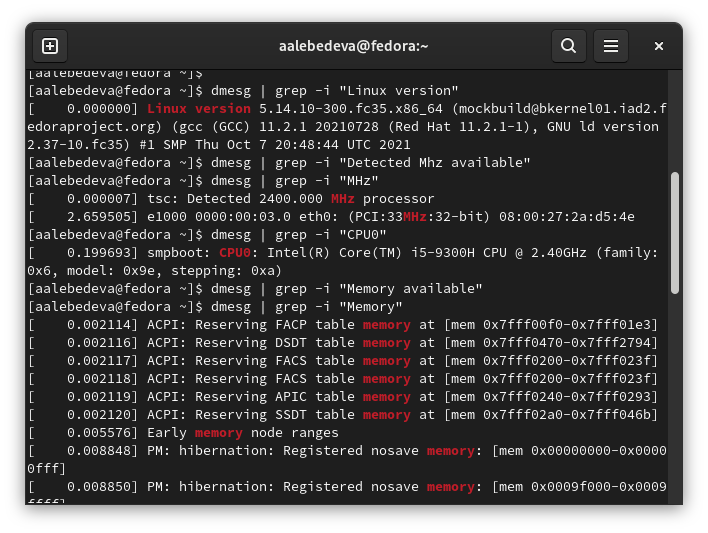 aalebedeva@fedora:~
[aalebedeva@fedora ~]$
[aalebedeva@fedora ~]$ dmesg | grep -i "Linux version"
[    0.000000] Linux version 5.14.10-300.fc35.x86_64 (mockbuild@bkernel01.iad2.f
edoraproject.org) (gcc (GCC) 11.2.1 20210728 (Red Hat 11.2.1-1), GNU ld version
2.37-10.fc35) #1 SMP Thu Oct 7 20:48:44 UTC 2021
[aalebedeva@fedora ~]$ dmesg | grep -i "Detected Mhz available"
[aalebedeva@fedora ~]$ dmesg | grep -i "MHz"
[    0.000007] tsc: Detected 2400.000 MHz processor
[    2.659505] e1000 0000:00:03.0 eth0: (PCI:33MHz:32-bit) 08:00:27:2a:d5:4e
[aalebedeva@fedora ~]$ dmesg | grep -i "CPU0"
[    0.199693] smpboot: CPU0: Intel(R) Core(TM) i5-9300H CPU @ 2.40GHz (family:
0x6, model: 0x9e, stepping: 0xa)
[aalebedeva@fedora ~]$ dmesg | grep -i "Memory available"
[aalebedeva@fedora ~]$ dmesg | grep -i "Memory"
[    0.002114] ACPI: Reserving FACP table memory at [mem 0x7fff00f0-0x7fff01e3]
[    0.002116] ACPI: Reserving DSDT table memory at [mem 0x7fff0470-0x7fff2794]
[    0.002117] ACPI: Reserving FACS table memory at [mem 0x7fff0200-0x7fff023f]
[    0.002118] ACPI: Reserving FACS table memory at [mem 0x7fff0200-0x7fff023f]
[    0.002119] ACPI: Reserving APIC table memory at [mem 0x7fff0240-0x7fff0293]
[    0.002120] ACPI: Reserving SSDT table memory at [mem 0x7fff02a0-0x7fff046b]
[    0.005576] Early memory node ranges
[    0.008848] PM: hibernation: Registered nosave memory: [mem 0x00000000-0x0000
0fff]
[    0.008850] PM: hibernation: Registered nosave memory: [mem 0x0009f000-0x0009
ffff]